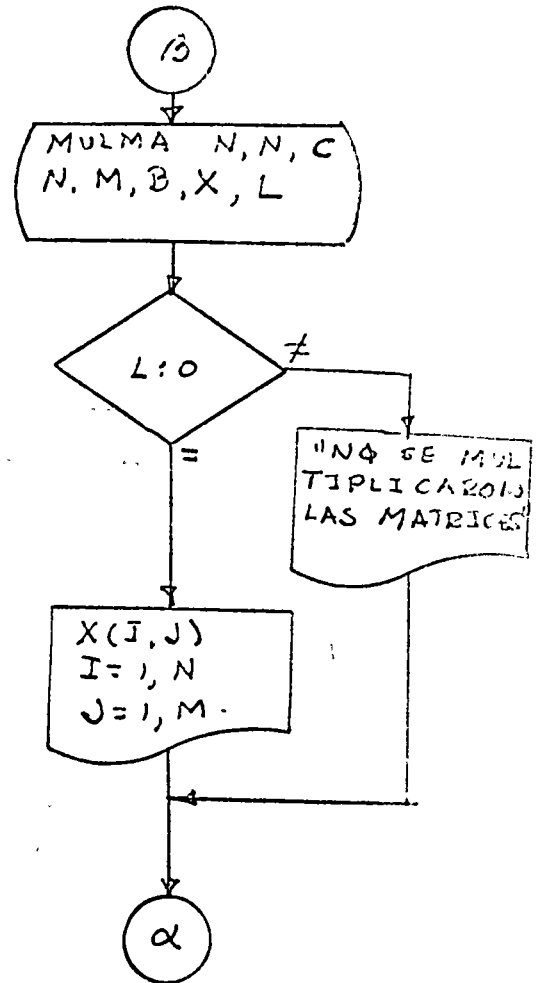 B
MULMA N, N, C
N. M, B, X, L
L:0
≠
=
"NO SE MUL
TIPLICARON
LAS MATRICES"
X(I, J)
I=1, N
J=1, M.
α